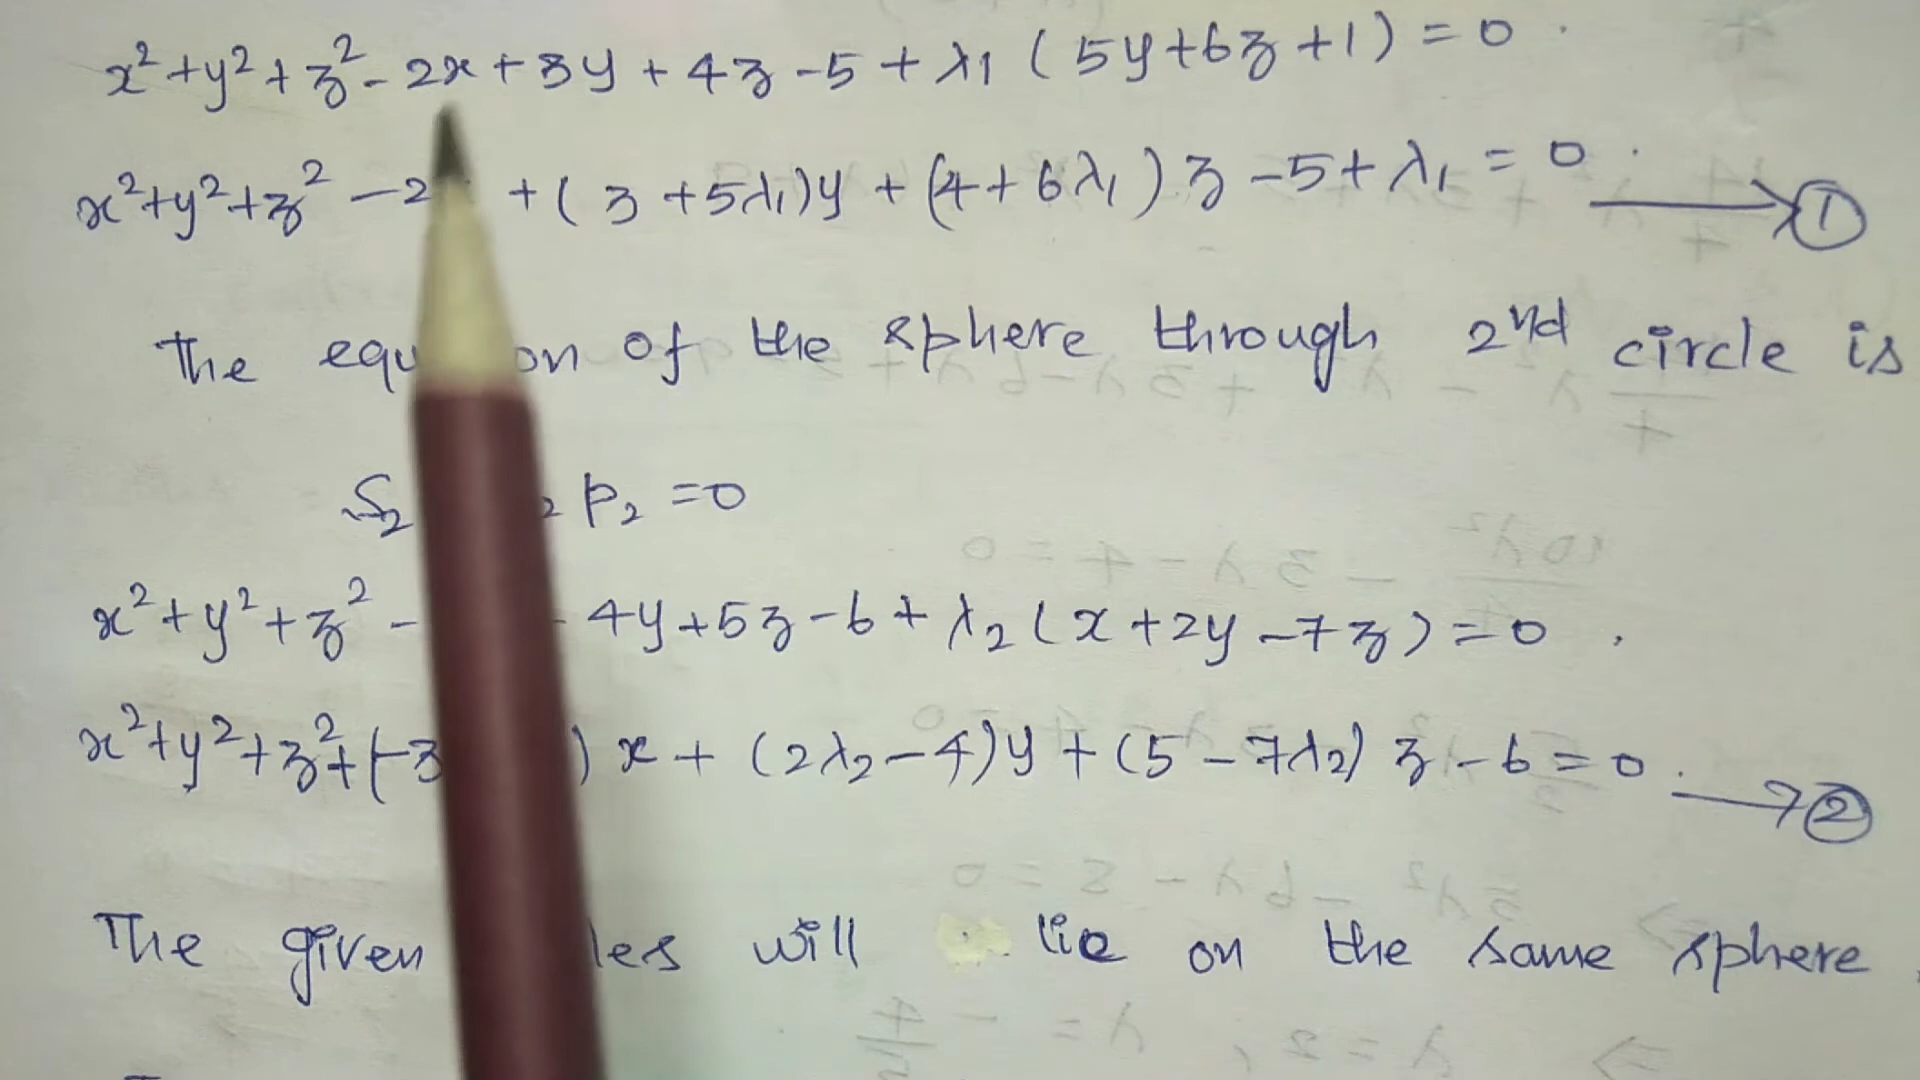 x²+y²+z²-2x+3y+4z-5+λ1(5y+6z+1)=0.
x²+y²+z²-2 +(3+5λ1)y+(4+6λ1)z-5+λ1=0. → ①
The on of the sphere through 2nd circle is
S2 2 P2 =0
x²+y²+z²- 4y+5z-6+λ2(x+2y-7z)=0.
x²+y²+z²+(-3 )x+(2λ2-4)y+(5-7λ2)z-6=0. → ②
The given will lie on the same sphere